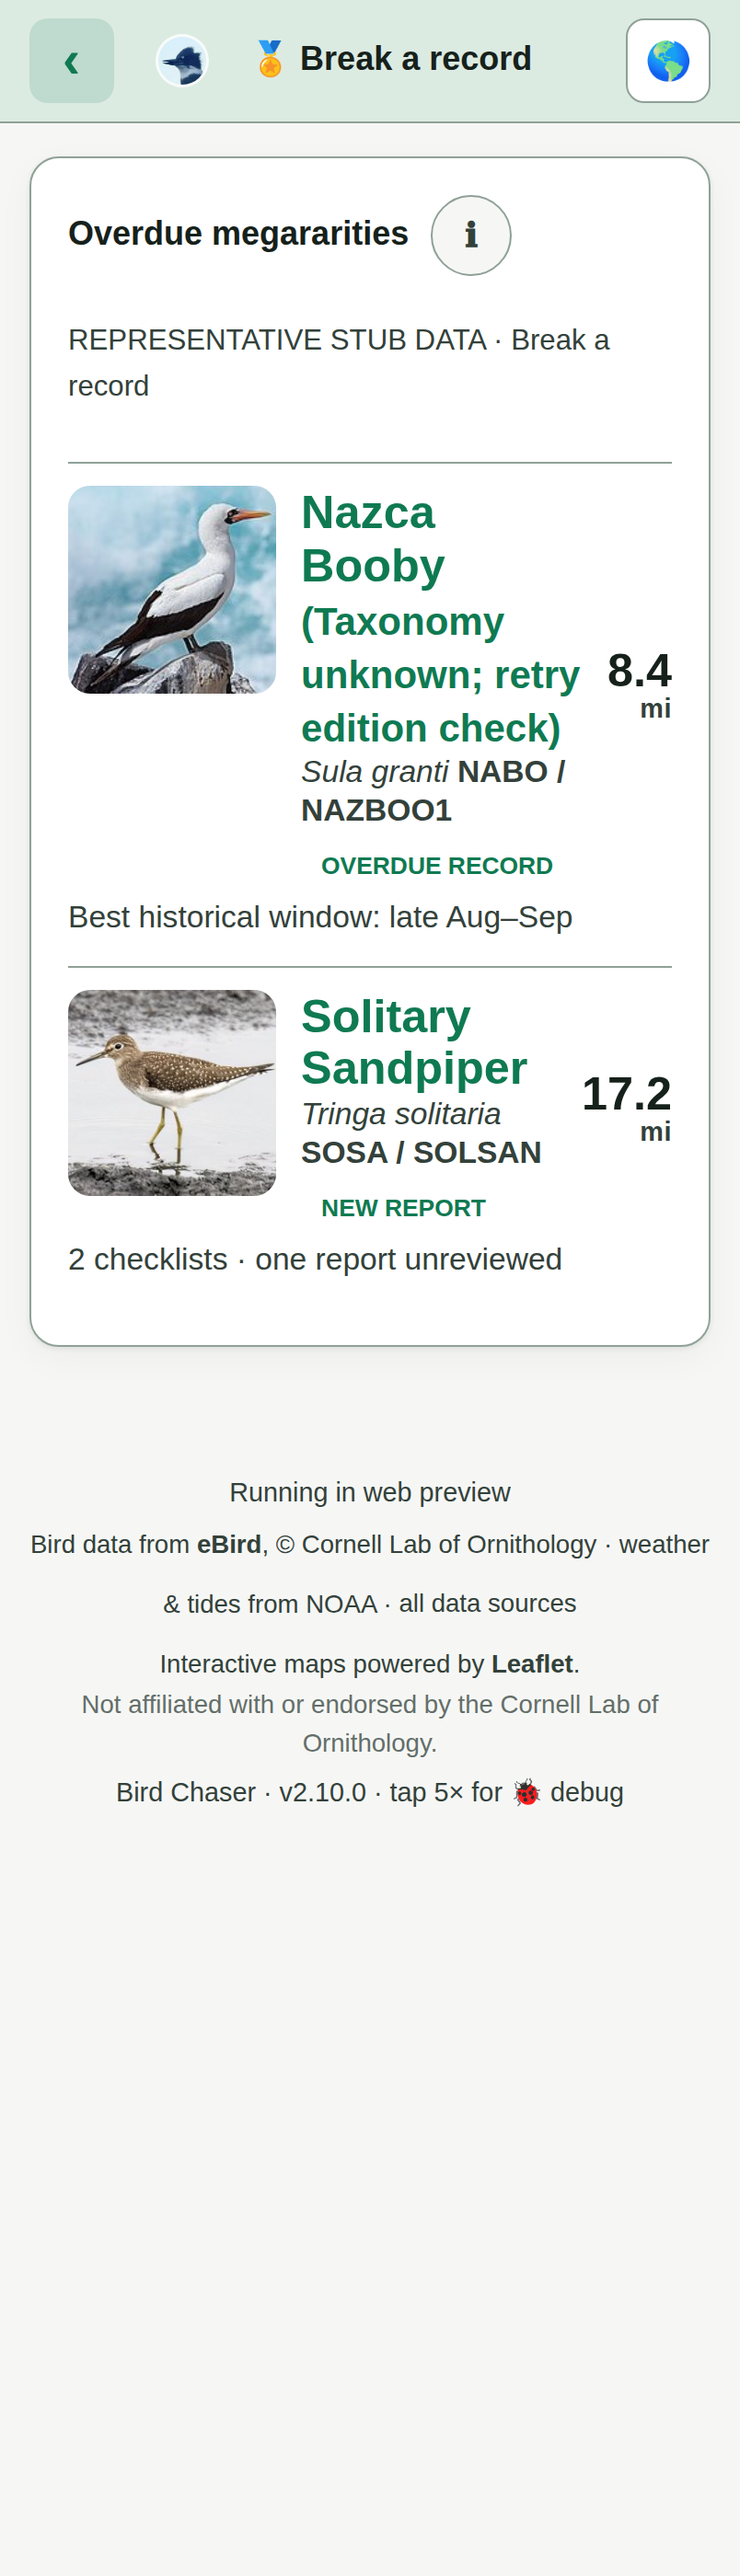 ‹ 🏅 Break a record 🌎
Overdue megararities ℹ
REPRESENTATIVE STUB DATA · Break a
record
Nazca
Booby
(Taxonomy
unknown; retry
edition check)
8.4
mi
Sula granti NABO /
NAZBOO1
OVERDUE RECORD
Best historical window: late Aug–Sep
Solitary
Sandpiper
17.2
mi
Tringa solitaria
SOSA / SOLSAN
NEW REPORT
2 checklists · one report unreviewed
Running in web preview
Bird data from eBird, © Cornell Lab of Ornithology · weather
& tides from NOAA · all data sources
Interactive maps powered by Leaflet.
Not affiliated with or endorsed by the Cornell Lab of
Ornithology.
Bird Chaser · v2.10.0 · tap 5× for 🐞 debug